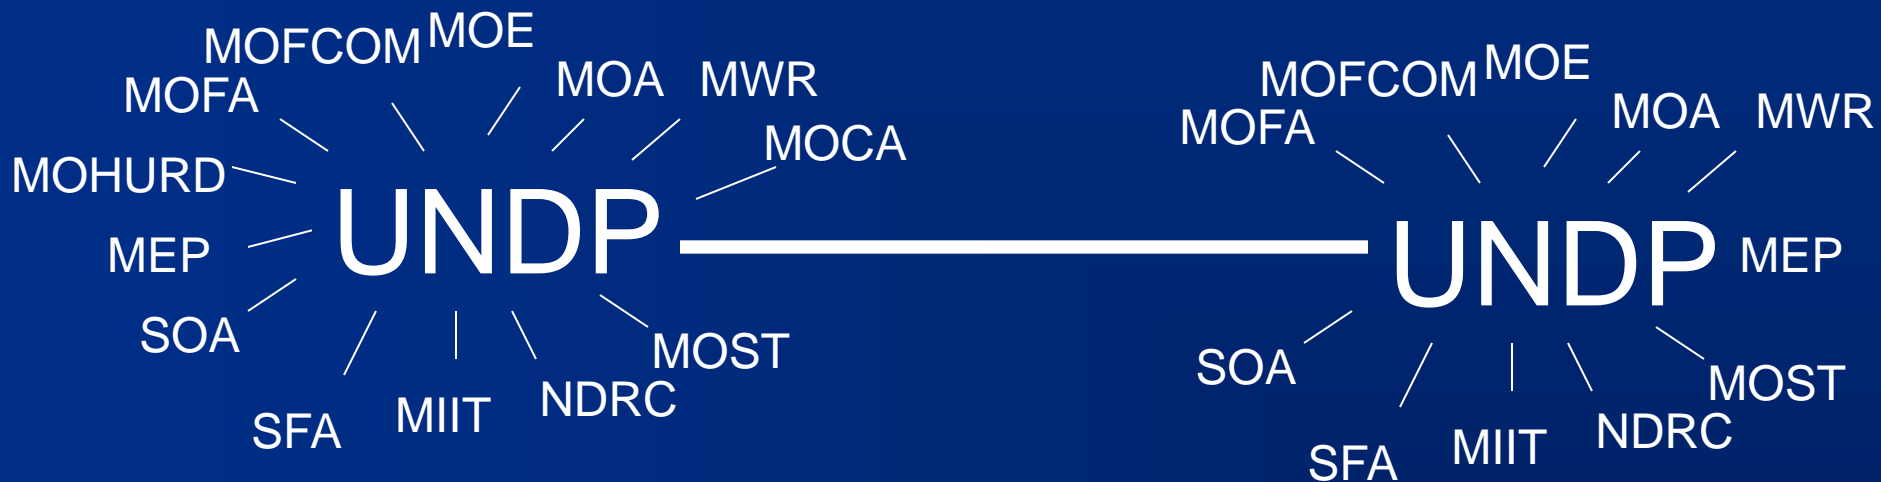 MOFCOM
MOE
MOFA
MOA
MWR
MOCA
MOHURD
UNDP
MEP
SOA
MOST
NDRC
MIIT
SFA
MOFCOM
MOE
MOFA
MOA
MWR
UNDP
MEP
SOA
MOST
NDRC
MIIT
SFA